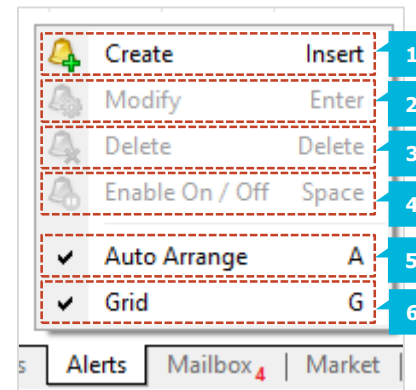 Create Insert 1
Modify Enter 2
Delete Delete 3
Enable On / Off Space 4
Auto Arrange A 5
Grid G 6
s Alerts Mailbox 4 | Market |